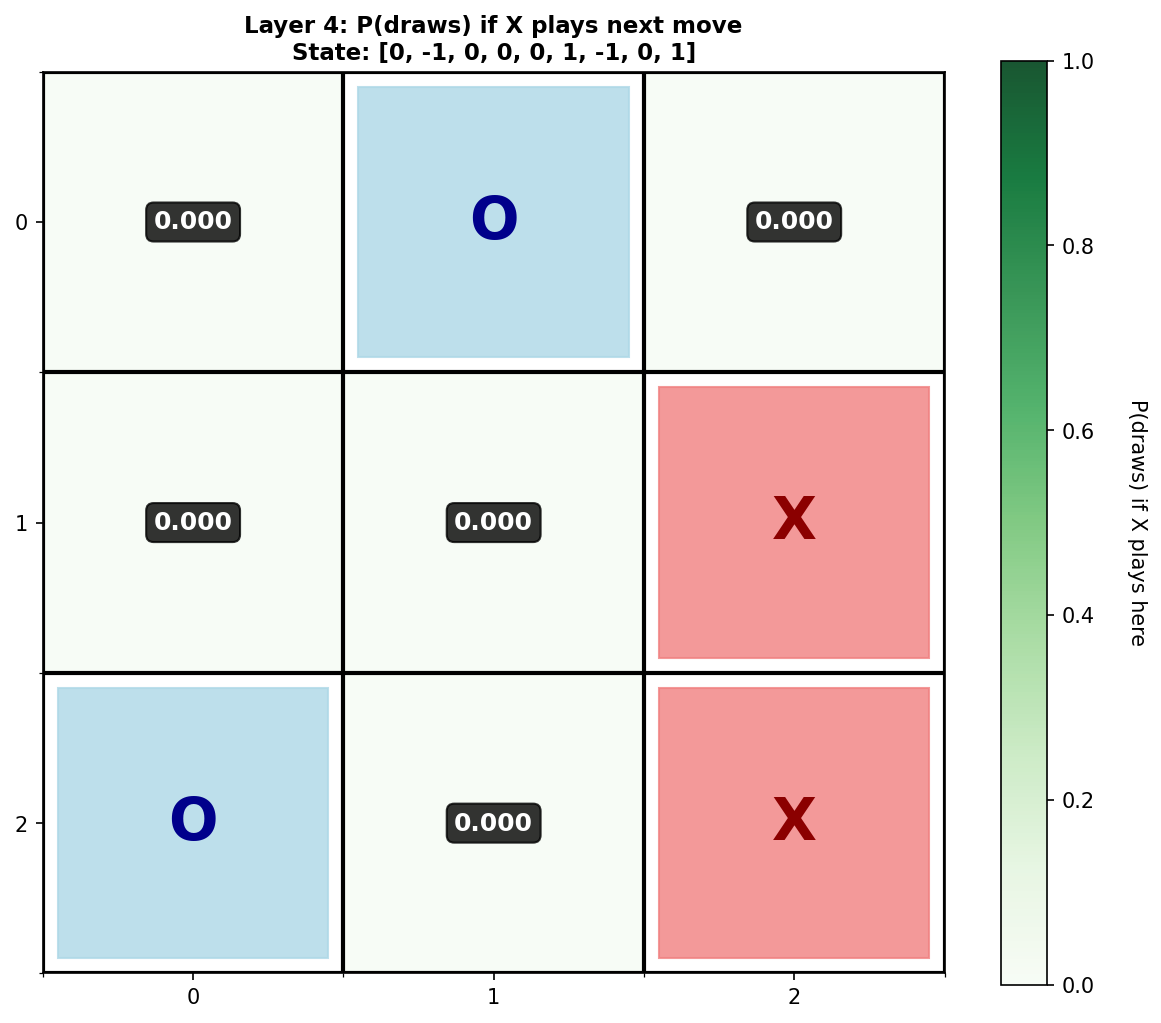 Layer 4: P(draws) if X plays next move
State: [0, -1, 0, 0, 0, 1, -1, 0, 1]
0.000
O
0.000
0.000
0.000
X
O
0.000
X
0
1
2
0
1
2
1.0
0.8
0.6
0.4
0.2
0.0
P(draws) if X plays here